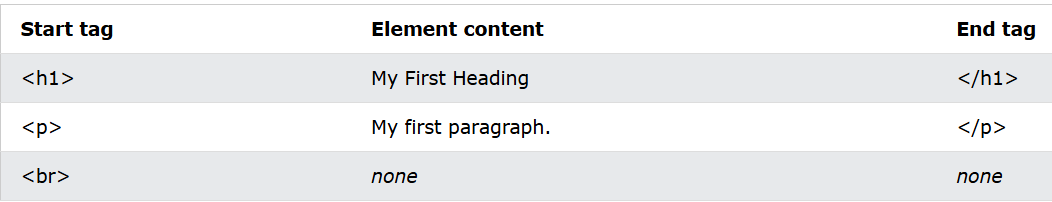 Start tag Element content End tag
<h1> My First Heading </h1>
<p> My first paragraph. </p>
<br> none none